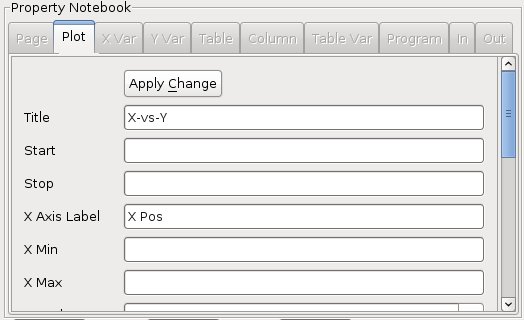 Property Notebook
Page Plot X Var Y Var Table Column Table Var Program In Out
Apply Change
Title X-vs-Y
Start
Stop
X Axis Label X Pos
X Min
X Max